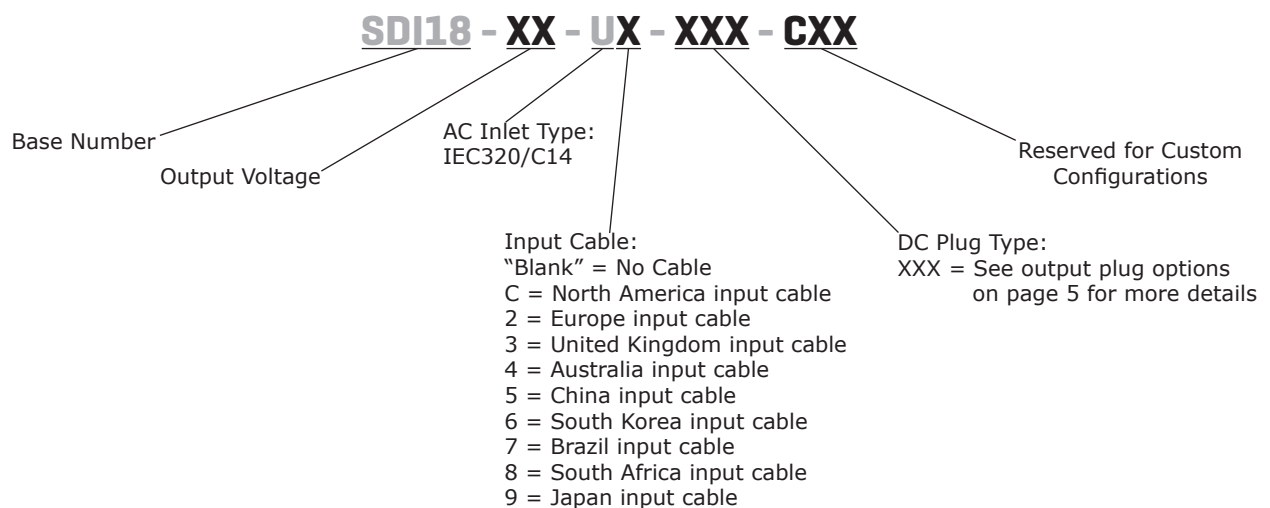 SDI18 - XX - UX - XXX - CXX
Base Number
Output Voltage
AC Inlet Type:
IEC320/C14
Reserved for Custom
Configurations
Input Cable:
“Blank” = No Cable
C = North America input cable
2 = Europe input cable
3 = United Kingdom input cable
4 = Australia input cable
5 = China input cable
6 = South Korea input cable
7 = Brazil input cable
8 = South Africa input cable
9 = Japan input cable
DC Plug Type:
XXX = See output plug options
on page 5 for more details